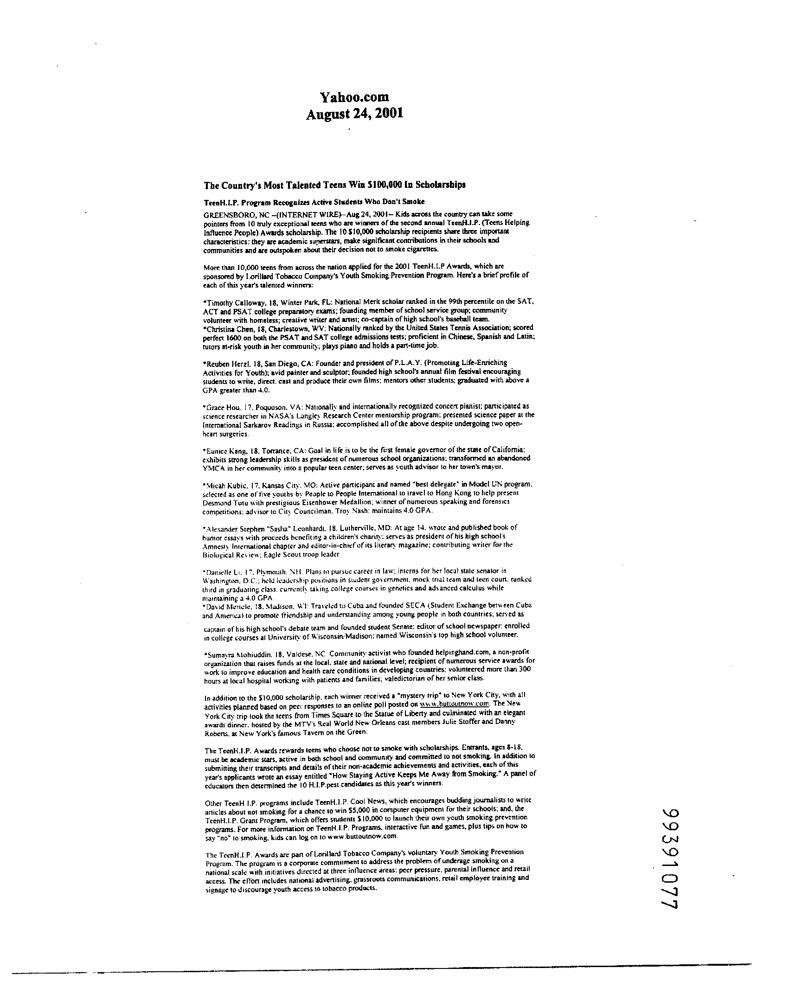 Yahoo.com
August 24, 2001
The Country's Most Talented Teens Win $100,000 In Scholarships
TeenH.I.P. Program Recognizes Active Students Who Don't Smoke
GREENSBORO, NC --(INTERNET WIRE)--Aug 24, 2001-- Kids across the country can take some
pointers from 10 truly exceptional teens who are winners of the second annual TeenH.I.P. (Teens Helping
Influence People) Awards scholarship. The 10 $10,000 scholarship recipients share three important
characteristics: they are academic superstars, make significant contributions in their schools and
communities and are outspoken about their decision not to smoke cigarettes.
More than 10,000 teens from across the nation applied for the 2001 TeenH.I.P Awards, which are
sponsored by Lorillard Tobacco Company's Youth Smoking Prevention Program. Here's a brief profile of
each of this year's talented winners:
*Timothy Calloway, 18, Winter Park, FL: National Merit scholar ranked in the 99th percentile on the SAT,
ACT and PSAT college preparatory exams; founding member of school service group; community
volunteer with homeless; creative writer and artist; co-captain of high school's baseball team.
*Christina Chen, 18, Charlestown, WV: Nationally ranked by the United States Tennis Association; scored
perfect 1600 on both the PSAT and SAT college admissions tests; proficient in Chinese, Spanish and Latin;
tutors at-risk youth in her community; plays piano and holds a part-time job.
*Reuben Herzl, 18, San Diego, CA: Founder and president of P.L.A.Y. (Promoting Life-Enriching
Activities for Youth); avid painter and sculptor; founded high school's annual film festival encouraging
students to write, direct, cast and produce their own films; mentors other students; graduated with above a
GPA greater than 4.0.
*Grace Hou, 17, Poquoson, VA: Nationally and internationally recognized concert pianist; participated as
science researcher in NASA's Langley Research Center mentorship program; presented science paper at the
International Sarkarov Readings in Russia; accomplished all of the above despite undergoing two open-
heart surgeries.
*Eunice Kang, 18, Torrance, CA: Goal in life is to be the first female governor of the state of California;
exhibits strong leadership skills as president of numerous school organizations; transformed an abandoned
YMCA in her community into a popular teen center; serves as youth advisor to her town's mayor.
*Micah Kubic, 17, Kansas City, MO: Active participant and named "best delegate" in Model UN program;
selected as one of five youths by People to People International to travel to Hong Kong to help present
Desmond Tutu with prestigious Eisenhower Medallion; winner of numerous speaking and forensics
competitions; advisor to City Councilman, Troy Nash; maintains 4.0 GPA.
*Alexander Stephen "Sasha" Leonhardt, 18, Lutherville, MD: At age 14, wrote and published book of
humor essays with proceeds benefiting a children's charity; serves as president of his high school's
Amnesty International chapter and editor-in-chief of its literary magazine; contributing writer for the
Biological Review; Eagle Scout troop leader
*Danielle Li, 17, Plymouth, NH: Plans to pursue career in law; interns for her local state senator in
Washington, D.C.; held leadership positions in student government, mock trial team and teen court, ranked
third in graduating class; currently taking college courses in genetics and advanced calculus while
maintaining a 4.0 GPA
*David Mericle, 18, Madison, WI: Traveled to Cuba and founded SECA (Student Exchange between Cuba
and America) to promote friendship and understanding among young people in both countries; served as
captain of his high school's debate team and founded student Senate; editor of school newspaper; enrolled
in college courses at University of Wisconsin/Madison; named Wisconsin's top high school volunteer.
*Sumayra Mohiuddin, 18, Valdese, NC: Community activist who founded helpinghand.com, a non-profit
organization that raises funds at the local, state and national level; recipient of numerous service awards for
work to improve education and health care conditions in developing countries; volunteered more than 300
hours at local hospital working with patients and families; valedictorian of her senior class.
In addition to the $10,000 scholarship, each winner received a "mystery trip" to New York City, with all
activities planned based on peer responses to an online poll posted on www.buttoutnow.com. The New
York City trip took the teens from Times Square to the Statue of Liberty and culminated with an elegant
awards dinner, hosted by the MTV's Real World New Orleans cast members Julie Stoffer and Danny
Roberts, at New York's famous Tavern on the Green.
The TeenH.I.P. Awards rewards teens who choose not to smoke with scholarships. Entrants, ages 8-18,
must be academic stars, active in both school and community and committed to not smoking. In addition to
submitting their transcripts and details of their non-academic achievements and activities, each of this
year's applicants wrote an essay entitled "How Staying Active Keeps Me Away from Smoking." A panel of
educators then determined the 10 H.I.P.pest candidates as this year's winners.
Other TeenH.I.P. programs include TeenH.I.P. Cool News, which encourages budding journalists to write
articles about not smoking for a chance to win $5,000 in computer equipment for their schools; and, the
TeenH.I.P. Grant Program, which offers students $10,000 to launch their own youth smoking prevention
programs. For more information on TeenH.I.P. Programs, interactive fun and games, plus tips on how to
say "no" to smoking, kids can log on to www.buttoutnow.com.
The TeenH.I.P. Awards are part of Lorillard Tobacco Company's voluntary Youth Smoking Prevention
Program. The program is a corporate commitment to address the problem of underage smoking on a
national scale with initiatives directed at three influence areas: peer pressure, parental influence and retail
access. The effort includes national advertising, grassroots communications, retail employee training and
signage to discourage youth access to tobacco products.
99391077